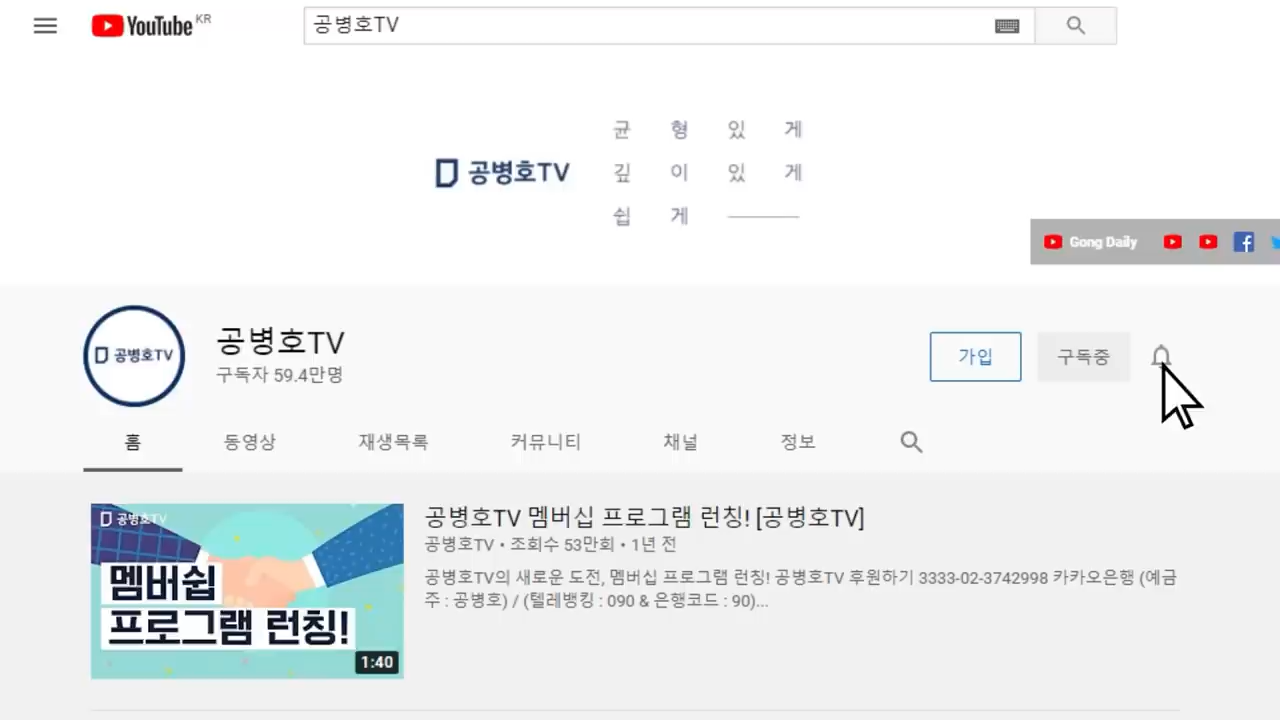 YouTube KR
공병호TV
균 형 있 게
공병호TV
깊 이 있 게
쉽 게
Gong Daily
공병호TV
공병호TV
구독자 59.4만명
가입
구독중
홈
동영상
재생목록
커뮤니티
채널
정보
공병호TV
멤버쉽
프로그램 런칭!
1:40
공병호TV 멤버십 프로그램 런칭! [공병호TV]
공병호TV • 조회수 53만회 • 1년 전
공병호TV의 새로운 도전, 멤버십 프로그램 런칭! 공병호TV 후원하기 3333-02-3742998 카카오은행 (예금
주 : 공병호) / (텔레뱅킹 : 090 & 은행코드 : 90)...